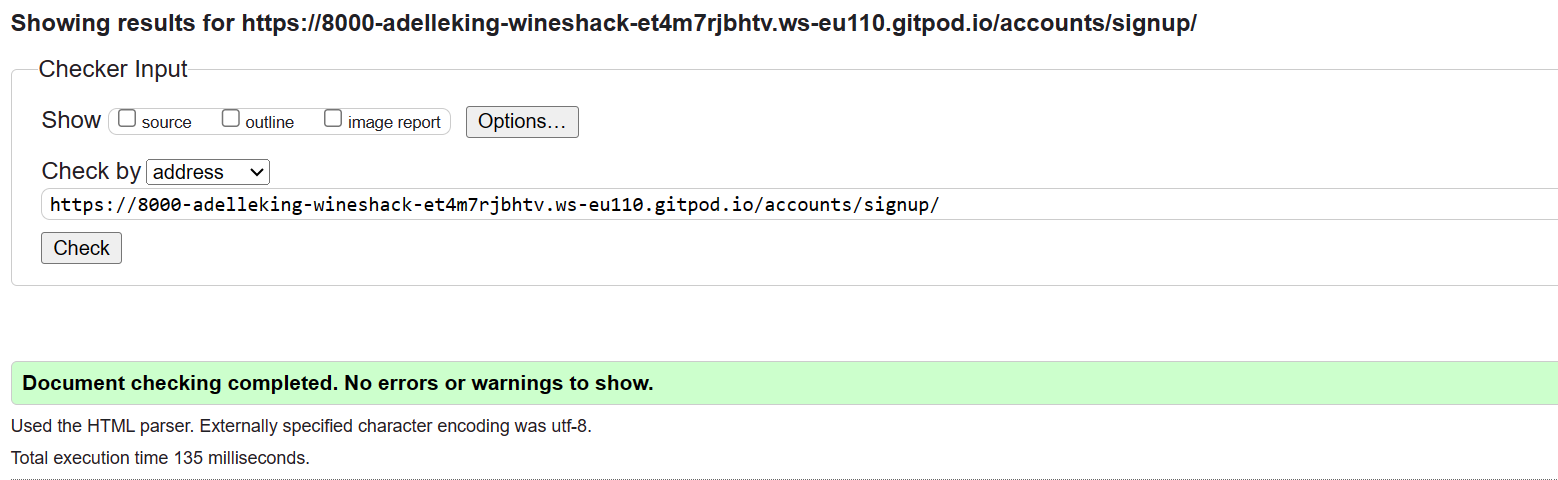 Showing results for https://8000-adelleking-wineshack-et4m7rjbhtv.ws-eu110.gitpod.io/accounts/signup/
Checker Input
Show source outline image report Options...
Check by address
https://8000-adelleking-wineshack-et4m7rjbhtv.ws-eu110.gitpod.io/accounts/signup/
Check
Document checking completed. No errors or warnings to show.
Used the HTML parser. Externally specified character encoding was utf-8.
Total execution time 135 milliseconds.